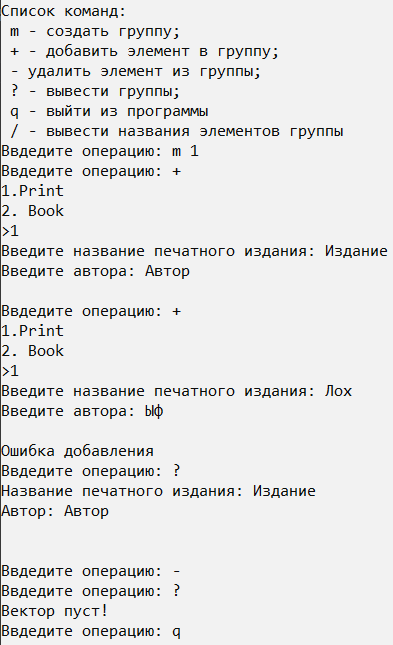 Список команд:
m - создать группу;
+ - добавить элемент в группу;
- удалить элемент из группы;
? - вывести группы;
q - выйти из программы
/ - вывести названия элементов группы
Ввдедите операцию: m 1
Ввдедите операцию: +
1.Print
2. Book
>1
Введите название печатного издания: Издание
Введите автора: Автор
Ввдедите операцию: +
1.Print
2. Book
>1
Введите название печатного издания: Лох
Введите автора: Ыф
Ошибка добавления
Ввдедите операцию: ?
Название печатного издания: Издание
Автор: Автор
Ввдедите операцию: -
Ввдедите операцию: ?
Вектор пуст!
Ввдедите операцию: q